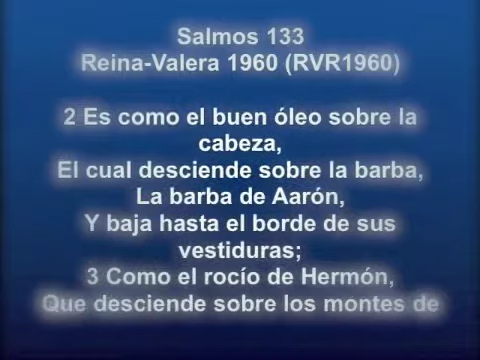 Salmos 133
Reina-Valera 1960 (RVR1960)
2 Es como el buen óleo sobre la
cabeza,
El cual desciende sobre la barba,
La barba de Aarón,
Y baja hasta el borde de sus
vestiduras;
3 Como el rocío de Hermón,
Que desciende sobre los montes de